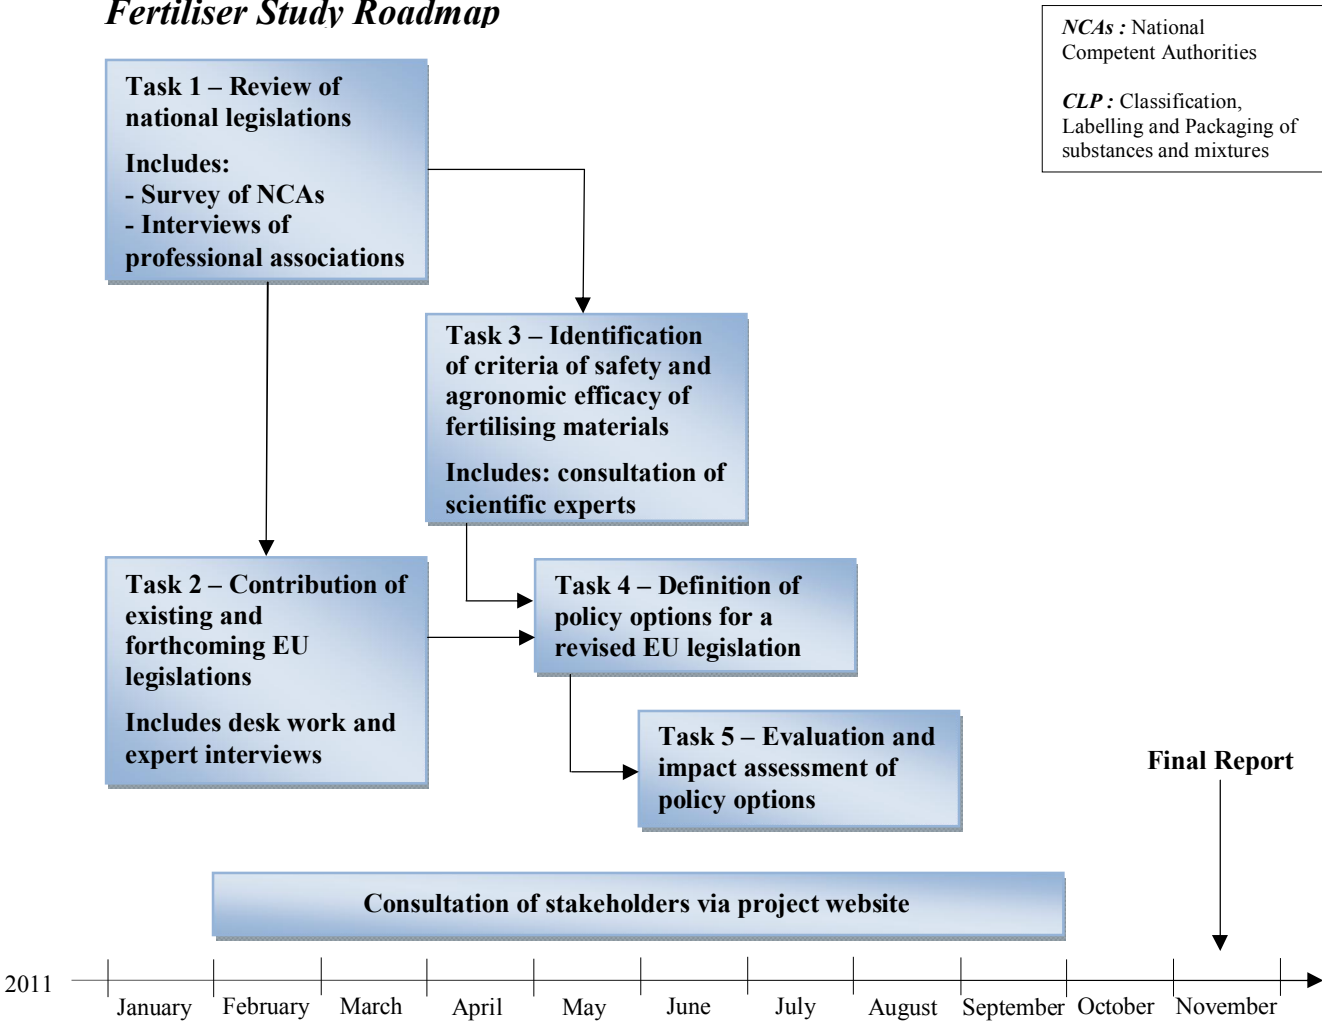 Fertiliser Study Roadmap
NCAs : National
Competent Authorities
CLP : Classification,
Labelling and Packaging of
substances and mixtures
Task 1 – Review of
national legislations
Includes:
- Survey of NCAs
- Interviews of
professional associations
Task 3 – Identification
of criteria of safety and
agronomic efficacy of
fertilising materials
Includes: consultation of
scientific experts
Task 2 – Contribution of
existing and
forthcoming EU
legislations
Includes desk work and
expert interviews
Task 4 – Definition of
policy options for a
revised EU legislation
Task 5 – Evaluation and
impact assessment of
policy options
Final Report
Consultation of stakeholders via project website
2011
January February March April May June July August September October November